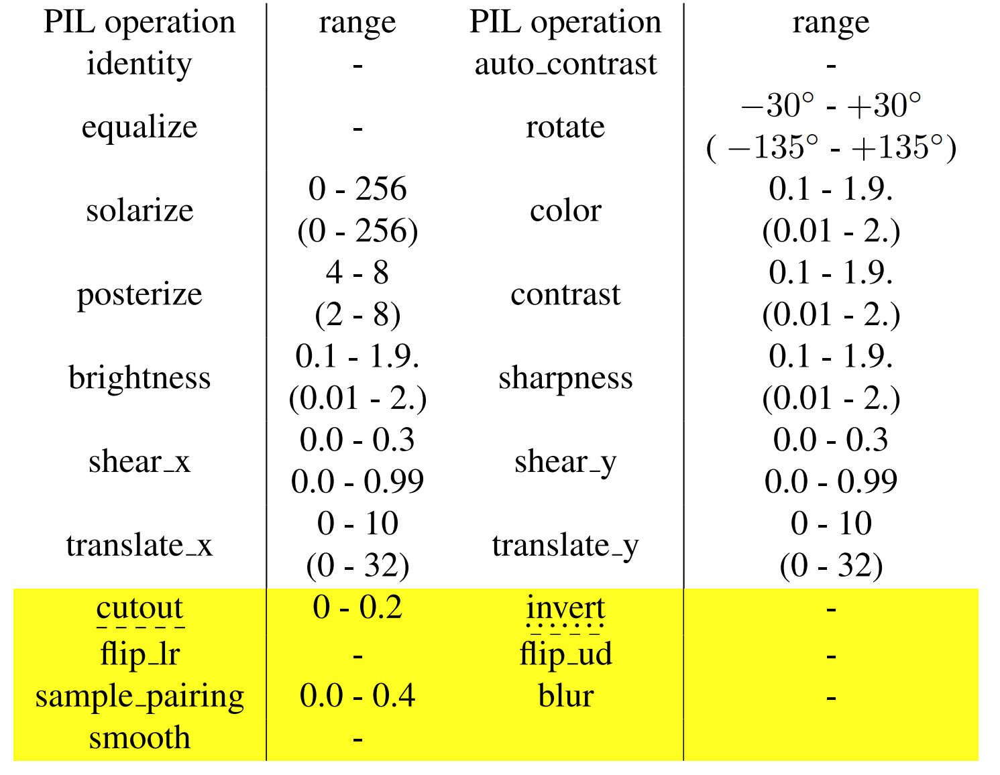 PIL operation range PIL operation range
identity - auto_contrast -
equalize - rotate −30° - +30°
( −135° - +135°)
solarize 0 - 256 color 0.1 - 1.9.
(0 - 256) (0.01 - 2.)
posterize 4 - 8 contrast 0.1 - 1.9.
(2 - 8) (0.01 - 2.)
brightness 0.1 - 1.9. sharpness 0.1 - 1.9.
(0.01 - 2.) (0.01 - 2.)
shear_x 0.0 - 0.3 shear_y 0.0 - 0.3
0.0 - 0.99 0.0 - 0.99
translate_x 0 - 10 translate_y 0 - 10
(0 - 32) (0 - 32)
cutout 0 - 0.2 invert -
flip_lr - flip_ud -
sample_pairing 0.0 - 0.4 blur -
smooth -